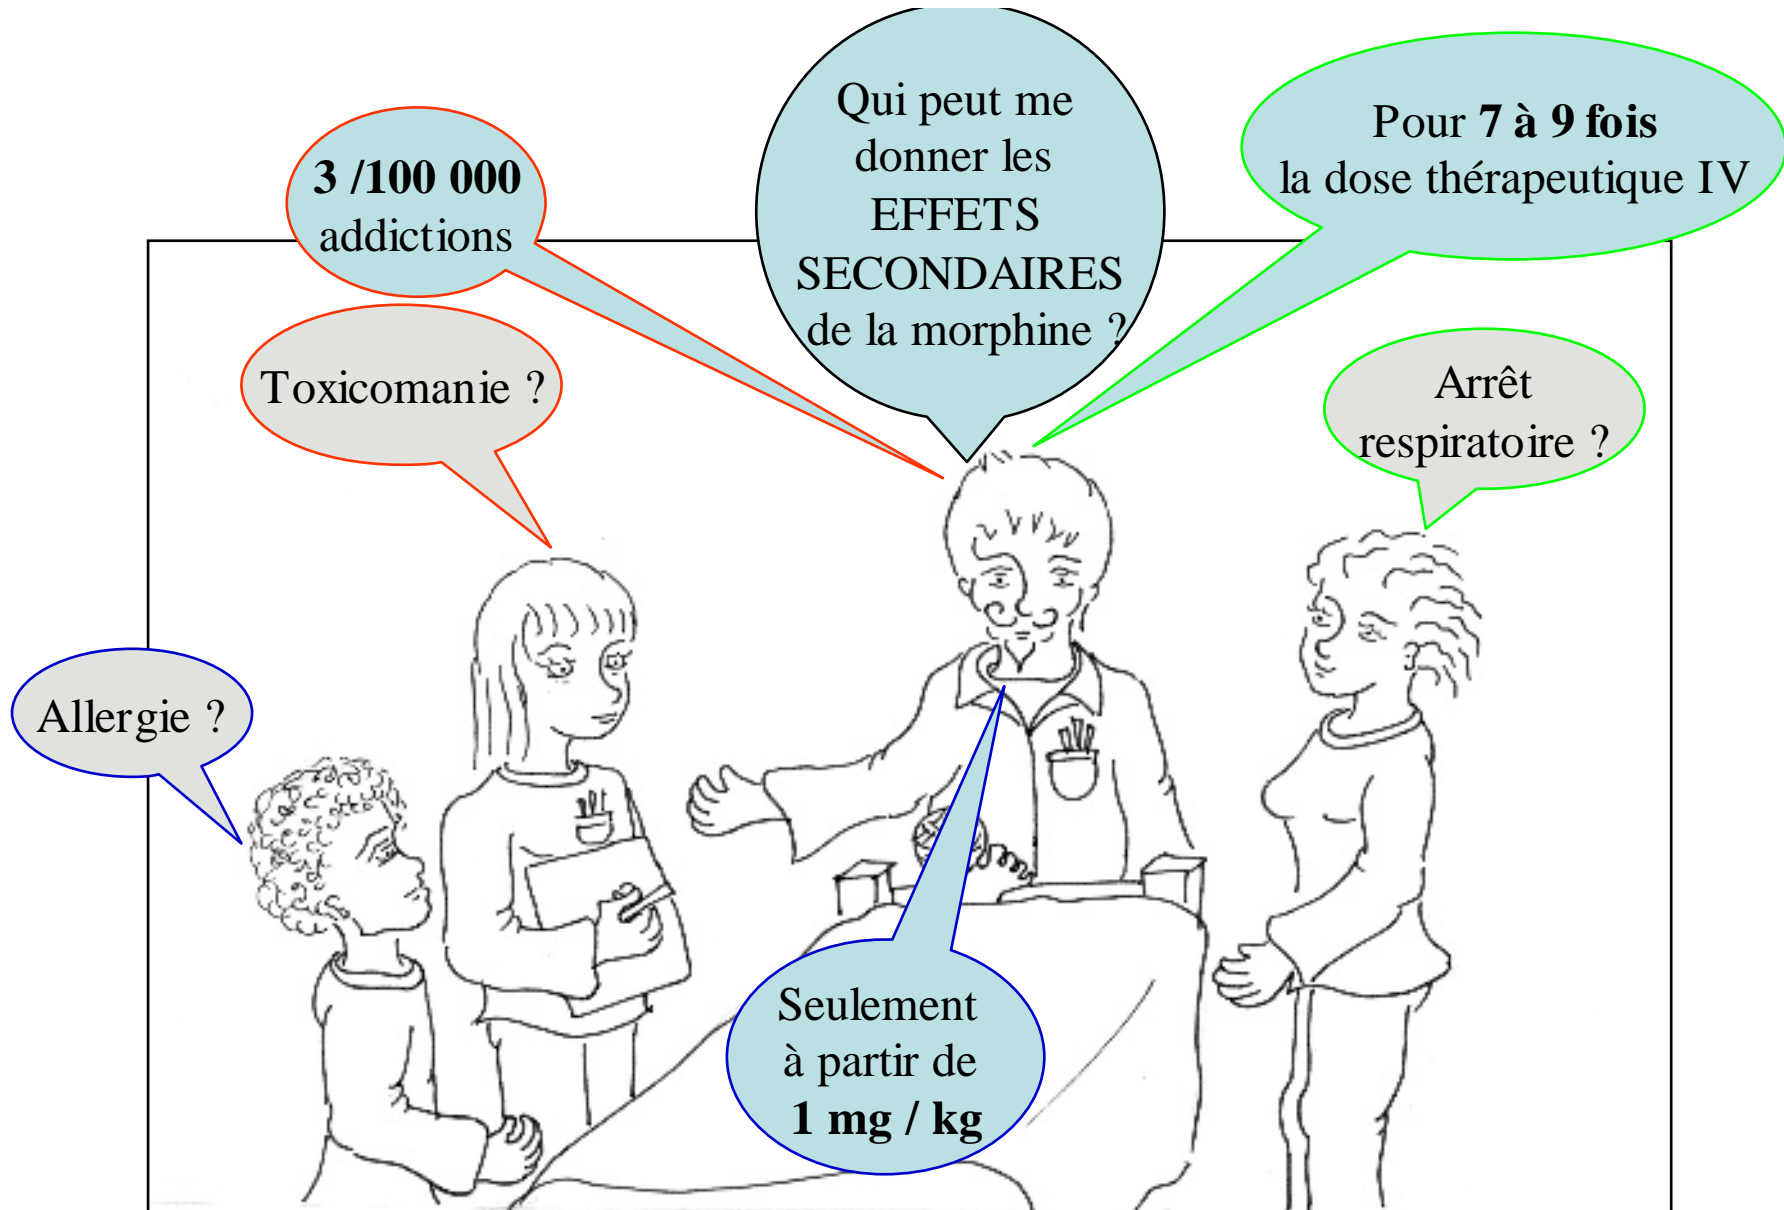 Qui peut me
donner les
EFFETS
SECONDAIRES
de la morphine ?
3 /100 000
addictions
Pour 7 à 9 fois
la dose thérapeutique IV
Toxicomanie ?
Arrêt
respiratoire ?
Allergie ?
Seulement
à partir de
1 mg / kg